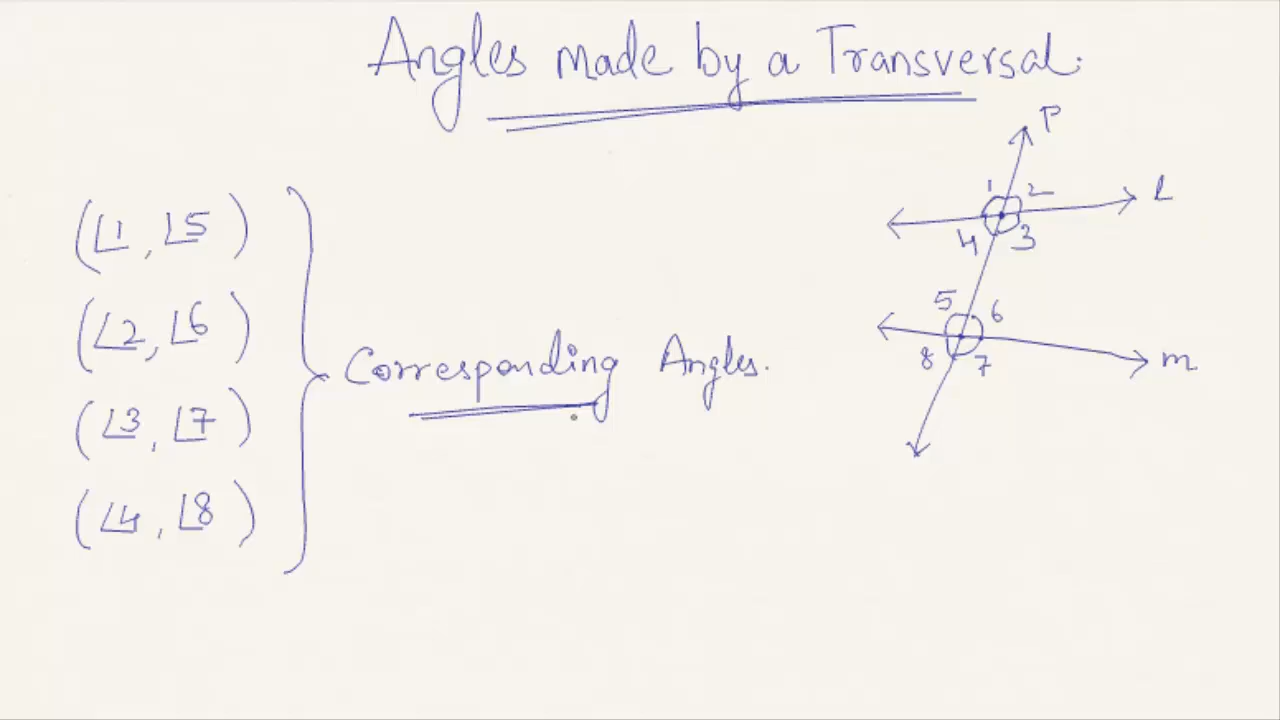 Angles made by a Transversal.
(∠1, ∠5)
(∠2, ∠6)
(∠3, ∠7)
(∠4, ∠8)
Corresponding Angles.
P
1 2 l
4 3
5 6
8 7 m